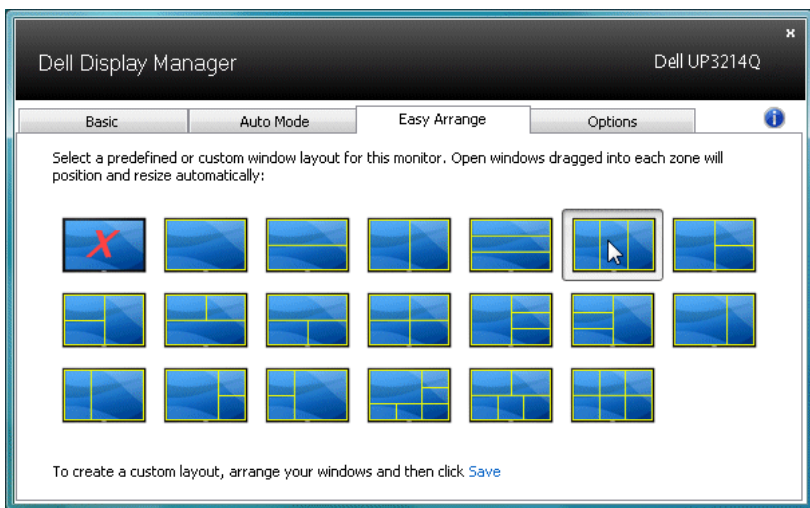 x
Dell Display Manager
Dell UP3214Q
Basic
Auto Mode
Easy Arrange
Options
i
Select a predefined or custom window layout for this monitor. Open windows dragged into each zone will
position and resize automatically:
X
To create a custom layout, arrange your windows and then click Save